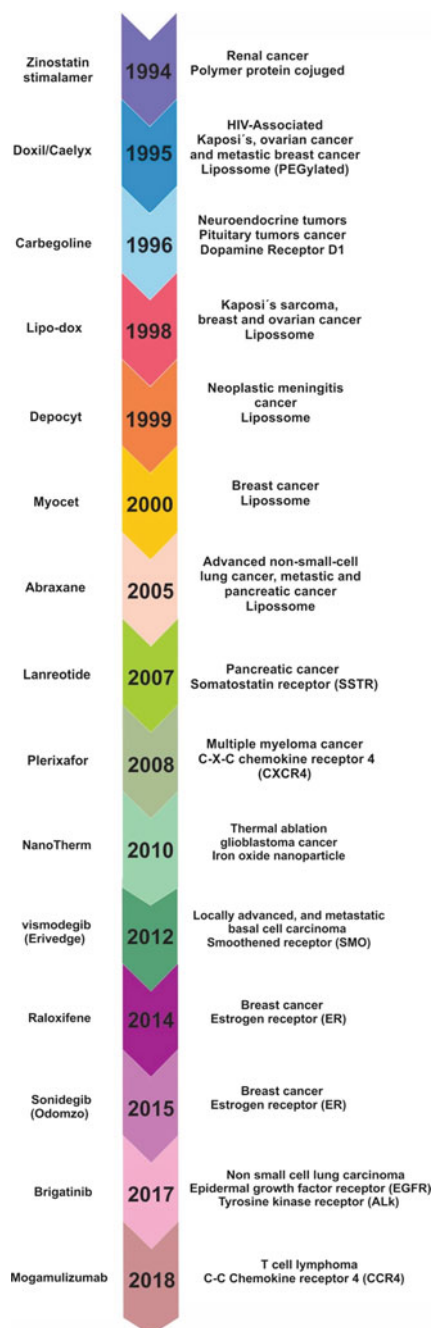 Zinostatin
stimalamer
1994
Renal cancer
Polymer protein cojuged
Doxil/Caelyx
1995
HIV-Associated
Kaposi´s, ovarian cancer
and metastic breast cancer
Lipossome (PEGylated)
Carbegoline
1996
Neuroendocrine tumors
Pituitary tumors cancer
Dopamine Receptor D1
Lipo-dox
1998
Kaposi´s sarcoma,
breast and ovarian cancer
Lipossome
Depocyt
1999
Neoplastic meningitis
cancer
Lipossome
Myocet
2000
Breast cancer
Lipossome
Abraxane
2005
Advanced non-small-cell
lung cancer, metastic and
pancreatic cancer
Lipossome
Lanreotide
2007
Pancreatic cancer
Somatostatin receptor (SSTR)
Plerixafor
2008
Multiple myeloma cancer
C-X-C chemokine receptor 4
(CXCR4)
NanoTherm
2010
Thermal ablation
glioblastoma cancer
Iron oxide nanoparticle
vismodegib
(Erivedge)
2012
Locally advanced, and metastatic
basal cell carcinoma
Smoothened receptor (SMO)
Raloxifene
2014
Breast cancer
Estrogen receptor (ER)
Sonidegib
(Odomzo)
2015
Breast cancer
Estrogen receptor (ER)
Brigatinib
2017
Non small cell lung carcinoma
Epidermal growth factor receptor (EGFR)
Tyrosine kinase receptor (ALk)
Mogamulizumab
2018
T cell lymphoma
C-C Chemokine receptor 4 (CCR4)